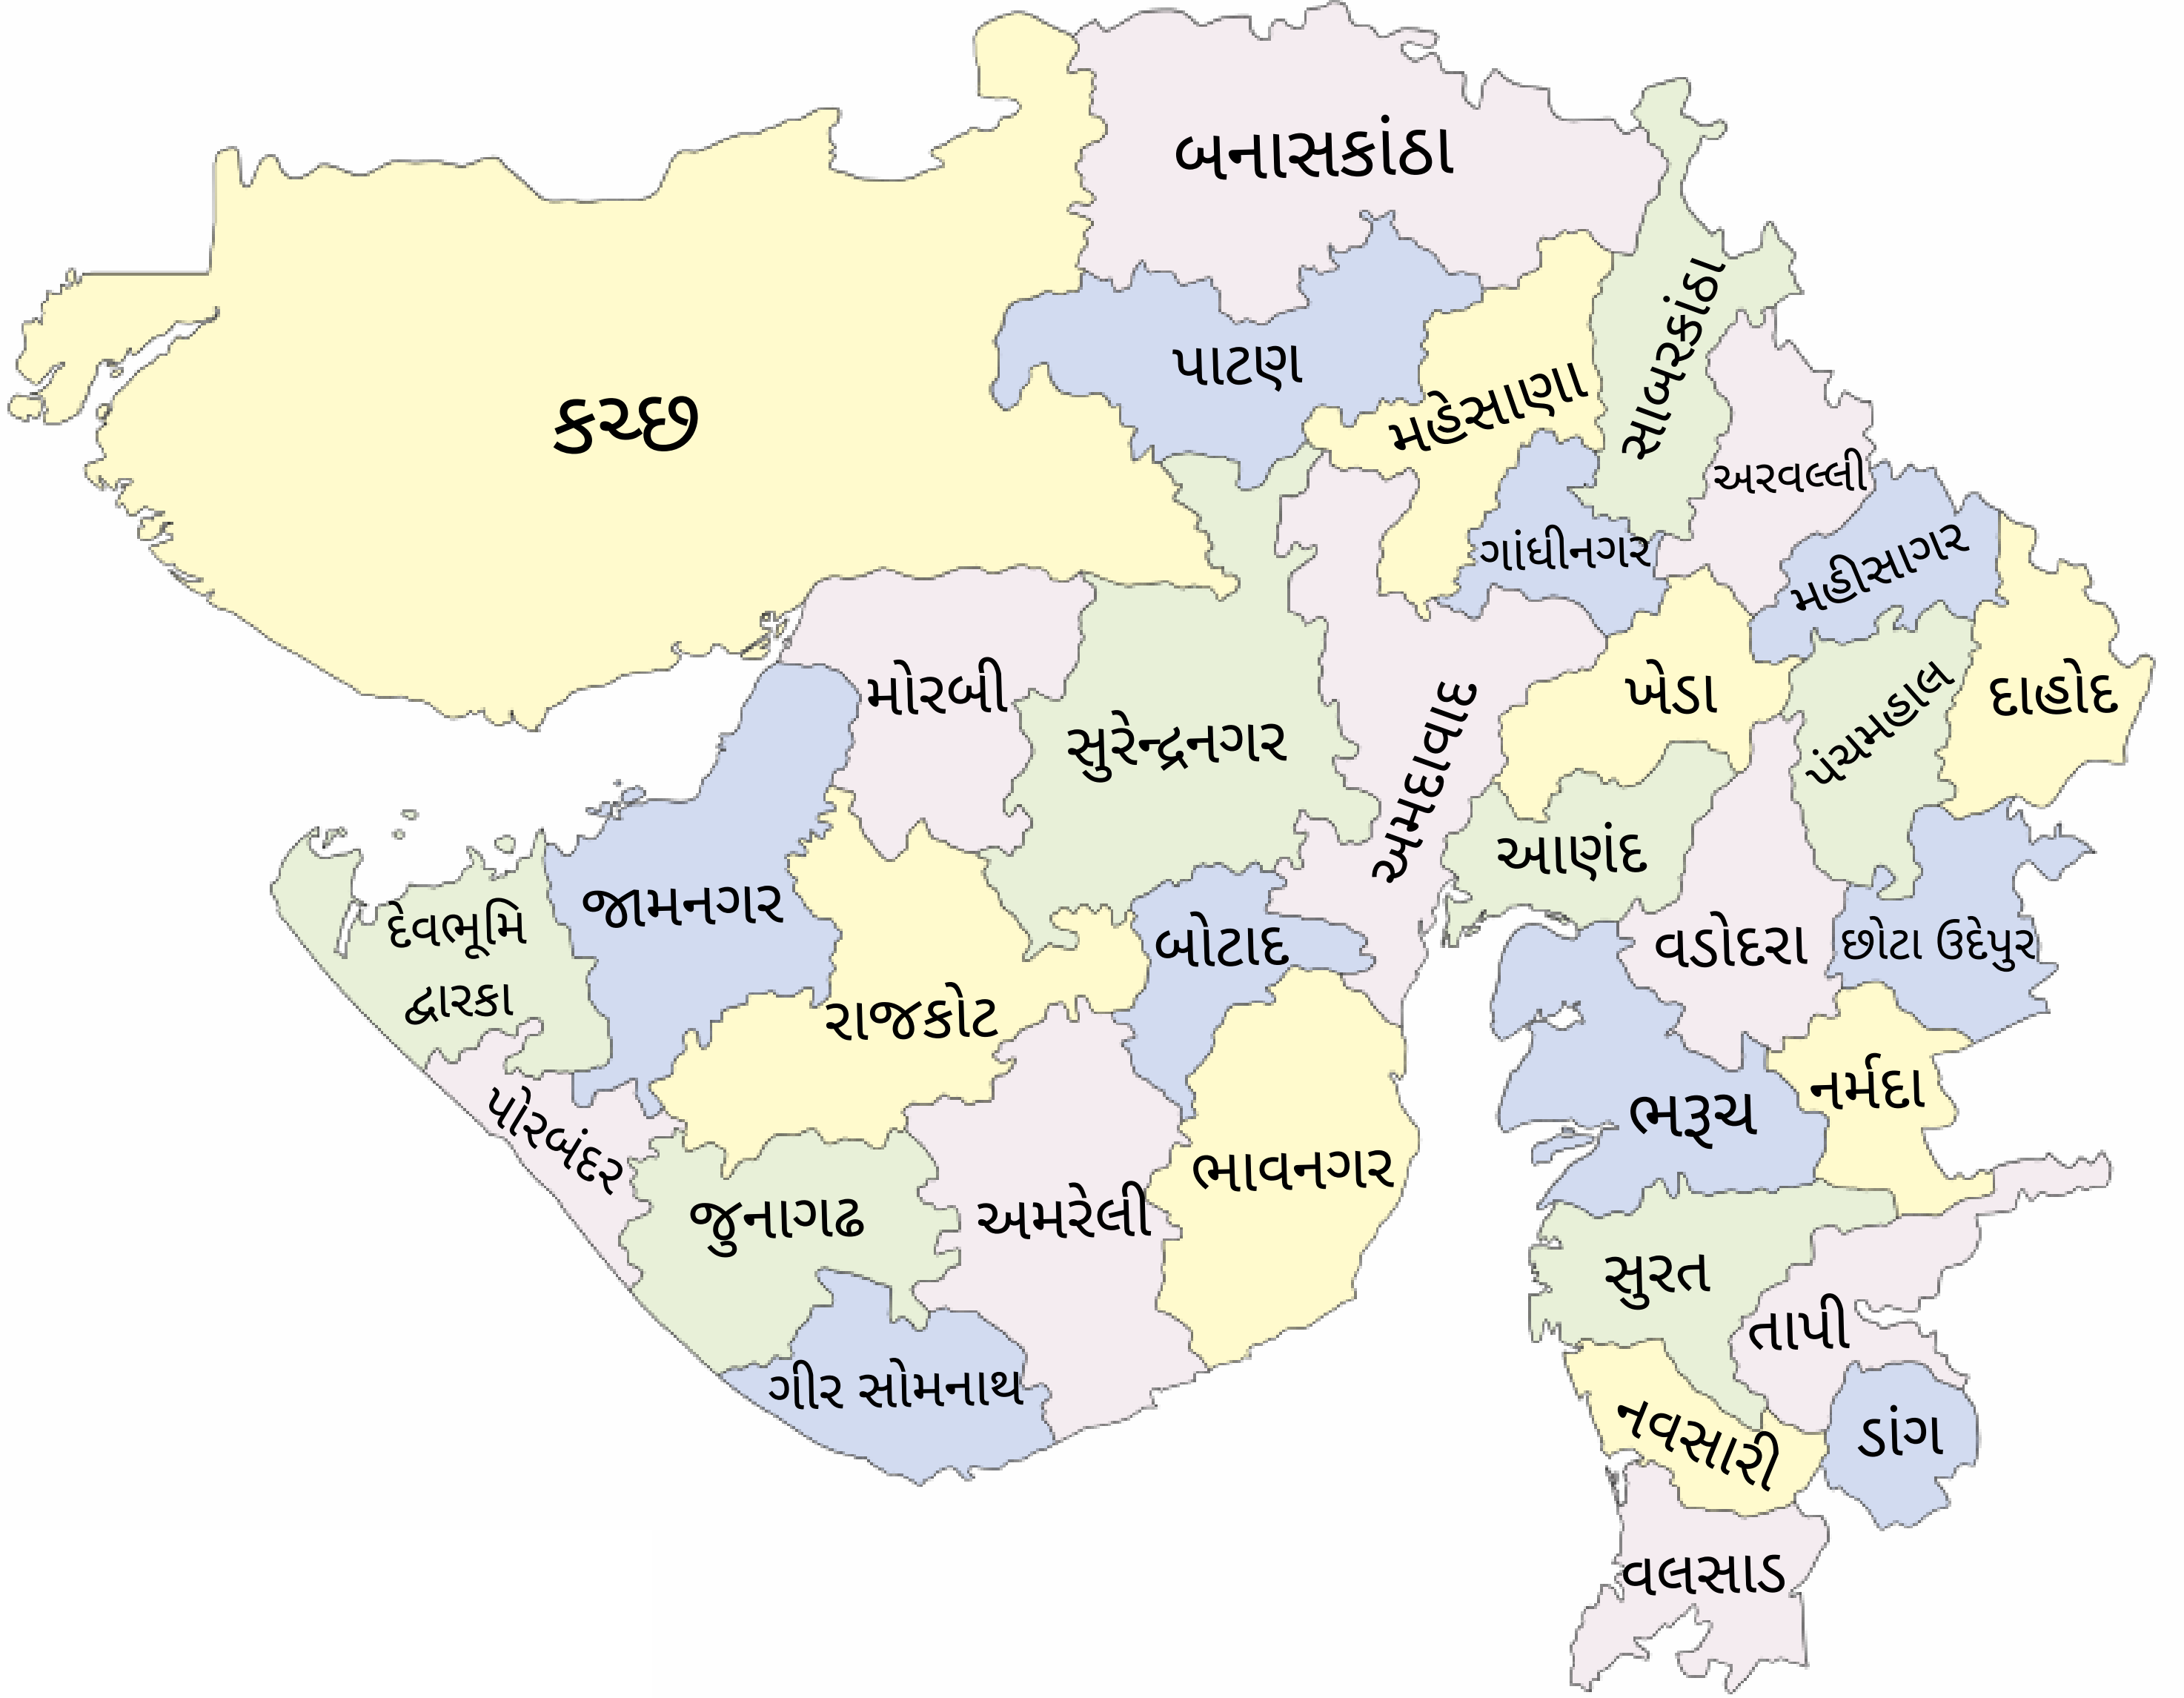 બનાસકાંઠા
પાટણ
મહેસાણા
સાબરકાંઠા
કચ્છ
અરવલ્લી
ગાંધીનગર
મહીસાગર
મોરબી
સુરેન્દ્રનગર
અમદાવાદ
ખેડા
પંચમહાલ
દાહોદ
આણંદ
જામનગર
દેવભૂમિ
દ્વારકા
બોટાદ
વડોદરા
છોટા ઉદેપુર
રાજકોટ
પોરબંદર
ભરૂચ
નર્મદા
ભાવનગર
જુનાગઢ
અમરેલી
સુરત
તાપી
ગીર સોમનાથ
નવસારી
ડાંગ
વલસાડ